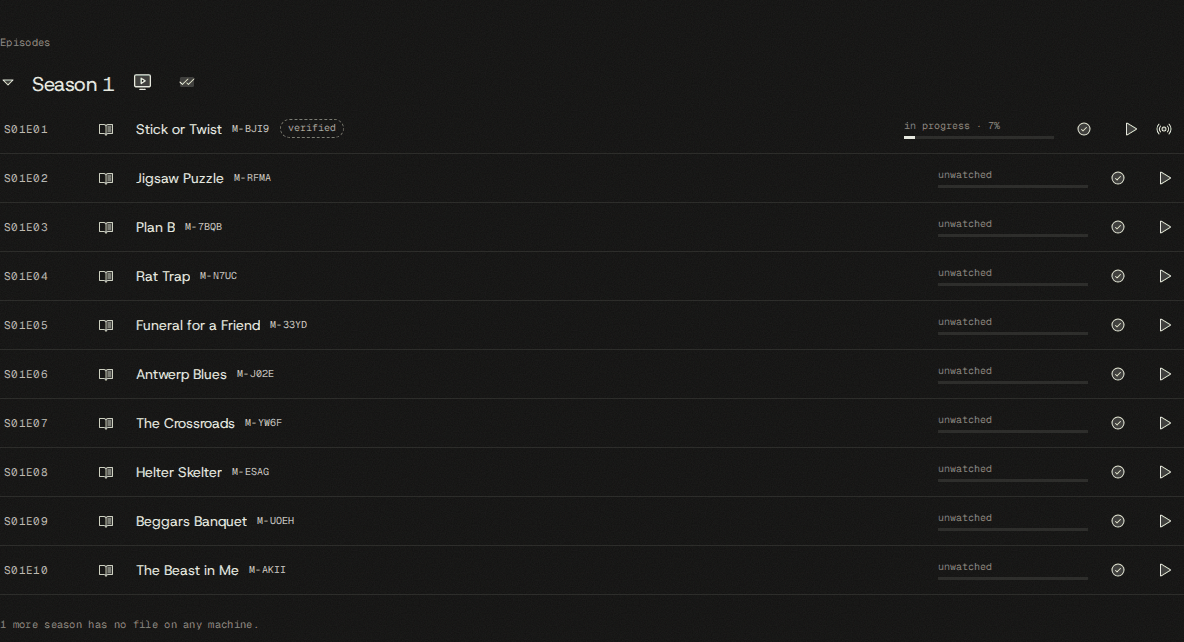 Episodes
Season 1
S01E01 Stick or Twist M-BJI9 verified in progress · 7%
S01E02 Jigsaw Puzzle M-RFMA unwatched
S01E03 Plan B M-7BQB unwatched
S01E04 Rat Trap M-N7UC unwatched
S01E05 Funeral for a Friend M-33YD unwatched
S01E06 Antwerp Blues M-J02E unwatched
S01E07 The Crossroads M-YW6F unwatched
S01E08 Helter Skelter M-ESAG unwatched
S01E09 Beggars Banquet M-UOEH unwatched
S01E10 The Beast in Me M-AKII unwatched
1 more season has no file on any machine.